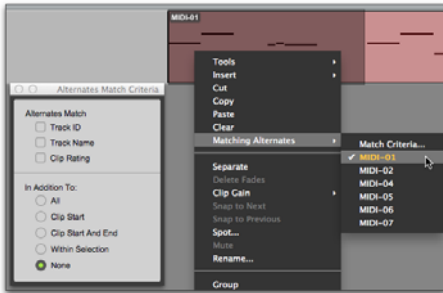 MIDI-01
Alternates Match Criteria
Alternates Match
Track ID
Track Name
Clip Rating
In Addition To:
All
Clip Start
Clip Start And End
Within Selection
None
Tools
Insert
Cut
Copy
Paste
Clear
Matching Alternates
Separate
Delete Fades
Clip Gain
Snap to Next
Snap to Previous
Spot...
Mute
Rename...
Group
Match Criteria...
MIDI-01
MIDI-02
MIDI-04
MIDI-05
MIDI-06
MIDI-07